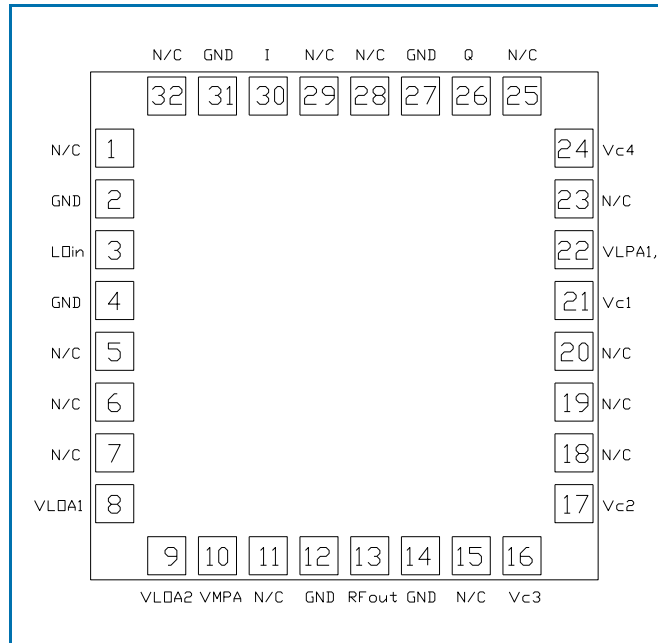 N/C GND I N/C N/C GND Q N/C
32 31 30 29 28 27 26 25
N/C 1 24 Vc4
GND 2 23 N/C
LOin 3 22 VLPA1,
GND 4 21 Vc1
N/C 5 20 N/C
N/C 6 19 N/C
N/C 7 18 N/C
VLOA1 8 17 Vc2
9 10 11 12 13 14 15 16
VLOA2 VMPA N/C GND RFout GND N/C Vc3